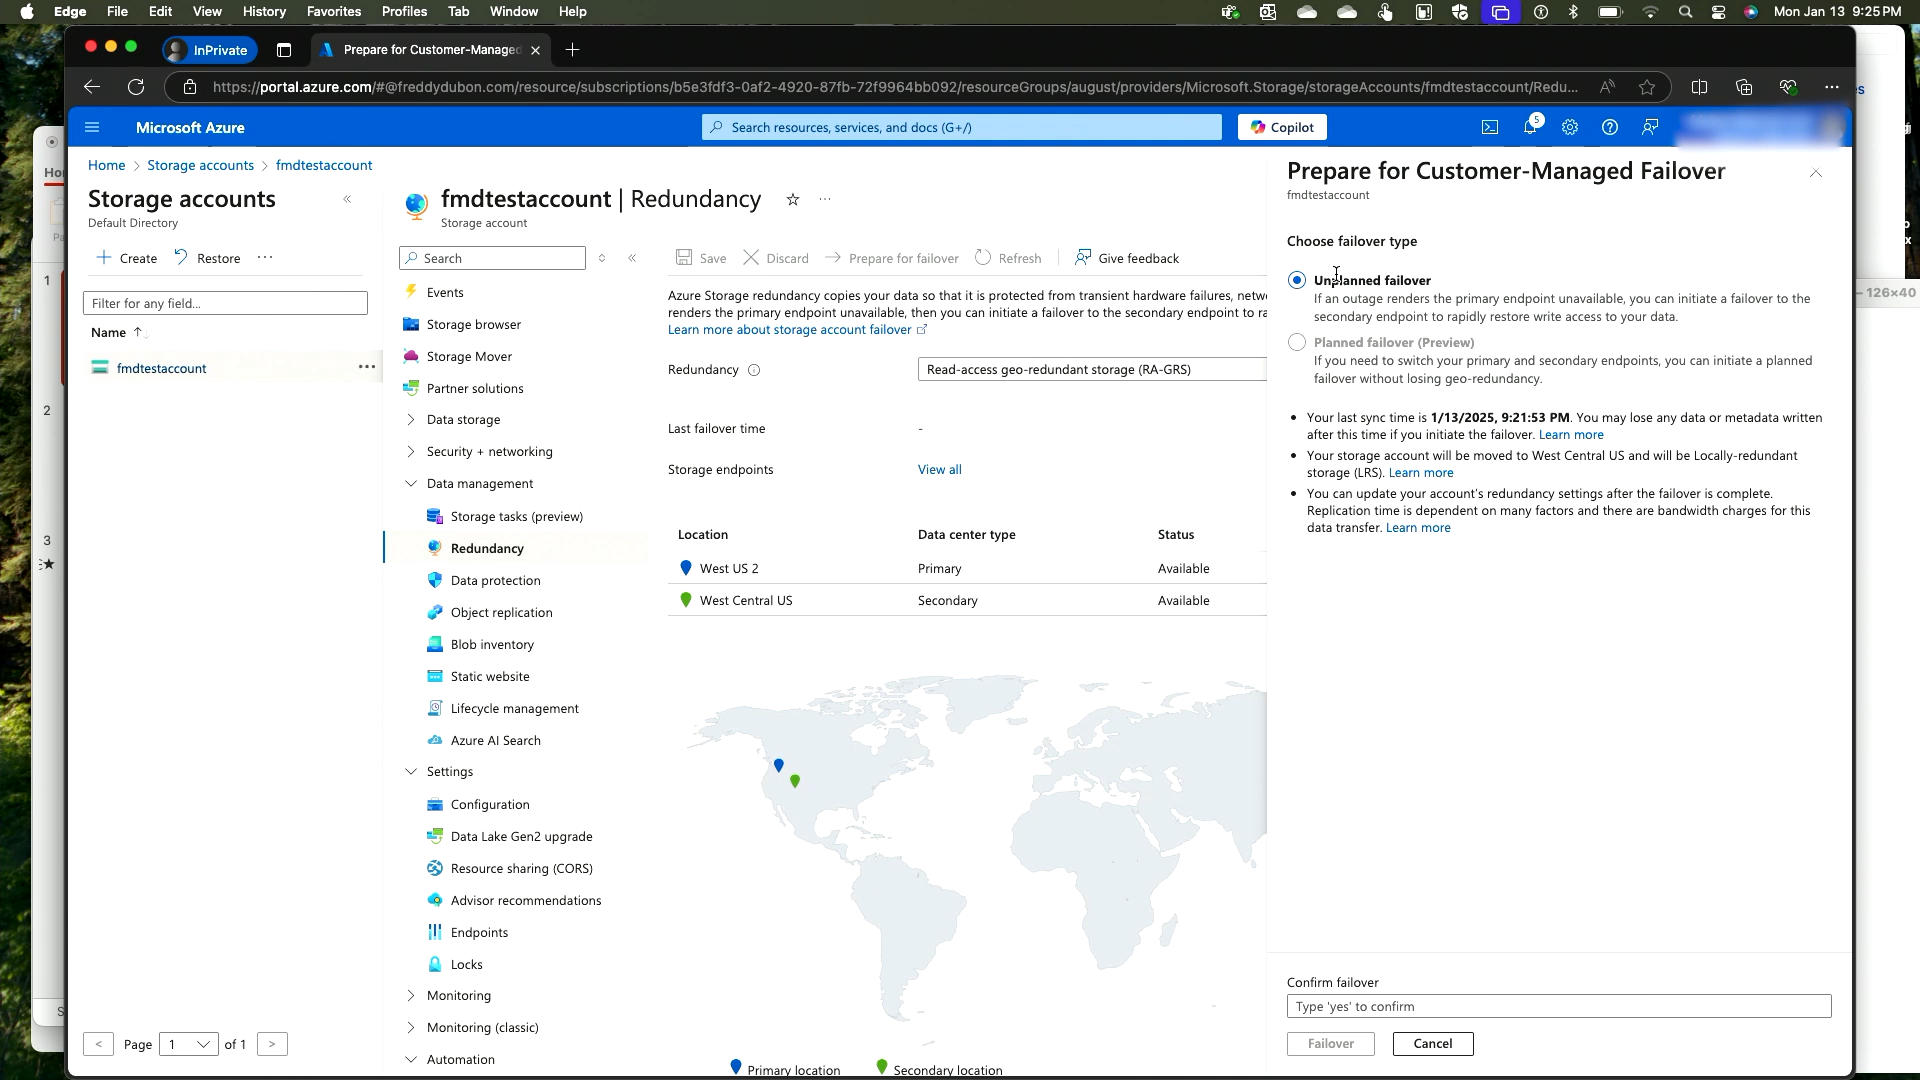 Edge File Edit View History Favorites Profiles Tab Window Help
Mon Jan 13 9:25 PM
InPrivate
Prepare for Customer-Managed
https://portal.azure.com/#@freddydubon.com/resource/subscriptions/b5e3fdf3-0af2-4920-87fb-72f9964bb092/resourceGroups/august/providers/Microsoft.Storage/storageAccounts/fmdtestaccount/Redu...
Microsoft Azure
Search resources, services, and docs (G+/)
Copilot
5
Home > Storage accounts > fmdtestaccount
Storage accounts
Default Directory
Create
Restore
Filter for any field...
Name ↑
fmdtestaccount
Page 1 of 1
fmdtestaccount | Redundancy
Storage account
Search
Events
Storage browser
Storage Mover
Partner solutions
Data storage
Security + networking
Data management
Storage tasks (preview)
Redundancy
Data protection
Object replication
Blob inventory
Static website
Lifecycle management
Azure AI Search
Settings
Configuration
Data Lake Gen2 upgrade
Resource sharing (CORS)
Advisor recommendations
Endpoints
Locks
Monitoring
Monitoring (classic)
Automation
Save
Discard
Prepare for failover
Refresh
Give feedback
Azure Storage redundancy copies your data so that it is protected from transient hardware failures, netw
renders the primary endpoint unavailable, then you can initiate a failover to the secondary endpoint to ra
Learn more about storage account failover
Redundancy
Read-access geo-redundant storage (RA-GRS)
Last failover time -
Storage endpoints View all
Location Data center type Status
West US 2 Primary Available
West Central US Secondary Available
Primary location Secondary location
Prepare for Customer-Managed Failover
fmdtestaccount
Choose failover type
Unplanned failover
If an outage renders the primary endpoint unavailable, you can initiate a failover to the
secondary endpoint to rapidly restore write access to your data.
Planned failover (Preview)
If you need to switch your primary and secondary endpoints, you can initiate a planned
failover without losing geo-redundancy.
• Your last sync time is 1/13/2025, 9:21:53 PM. You may lose any data or metadata written
after this time if you initiate the failover. Learn more
• Your storage account will be moved to West Central US and will be Locally-redundant
storage (LRS). Learn more
• You can update your account's redundancy settings after the failover is complete.
Replication time is dependent on many factors and there are bandwidth charges for this
data transfer. Learn more
Confirm failover
Type 'yes' to confirm
Failover
Cancel
Ho
Pa
1
2
3
es
126×40